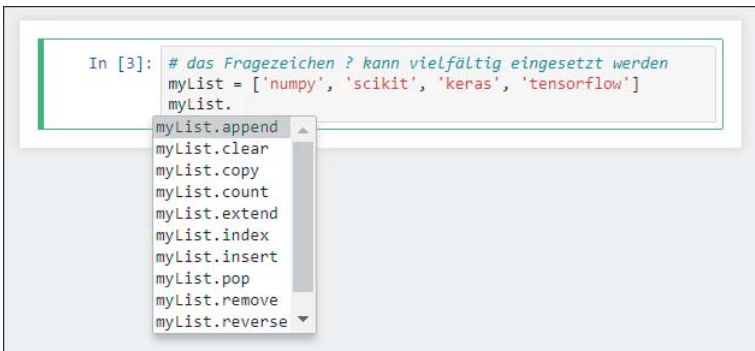 In [3]: # das Fragezeichen ? kann vielfältig eingesetzt werden
myList = ['numpy', 'scikit', 'keras', 'tensorflow']
myList.
myList.append
myList.clear
myList.copy
myList.count
myList.extend
myList.index
myList.insert
myList.pop
myList.remove
myList.reverse